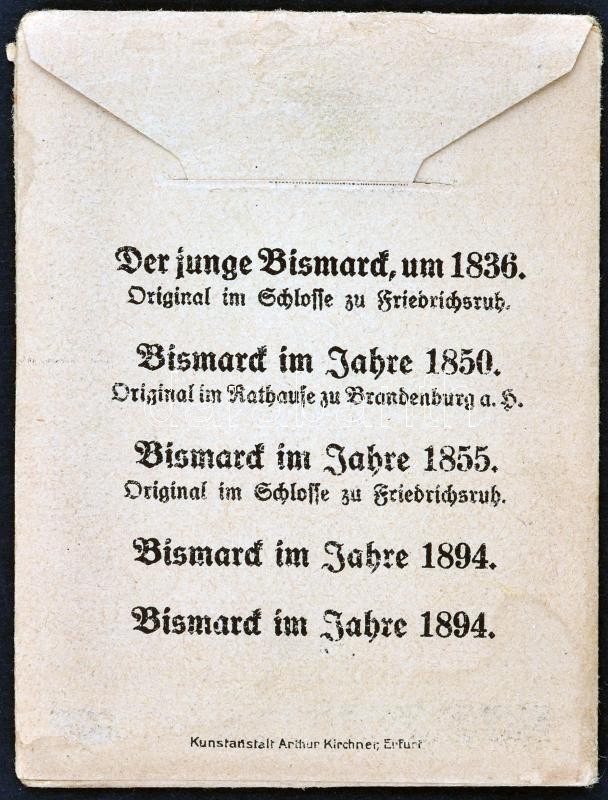 Der junge Bismarck, um 1836.
Original im Schlosse zu Friedrichsruh.
Bismarck im Jahre 1850.
Original im Rathause zu Brandenburg a. H.
Bismarck im Jahre 1855.
Original im Schlosse zu Friedrichsruh.
Bismarck im Jahre 1894.
Bismarck im Jahre 1894.
Kunstanstalt Arthur Kirchner, Erfurt